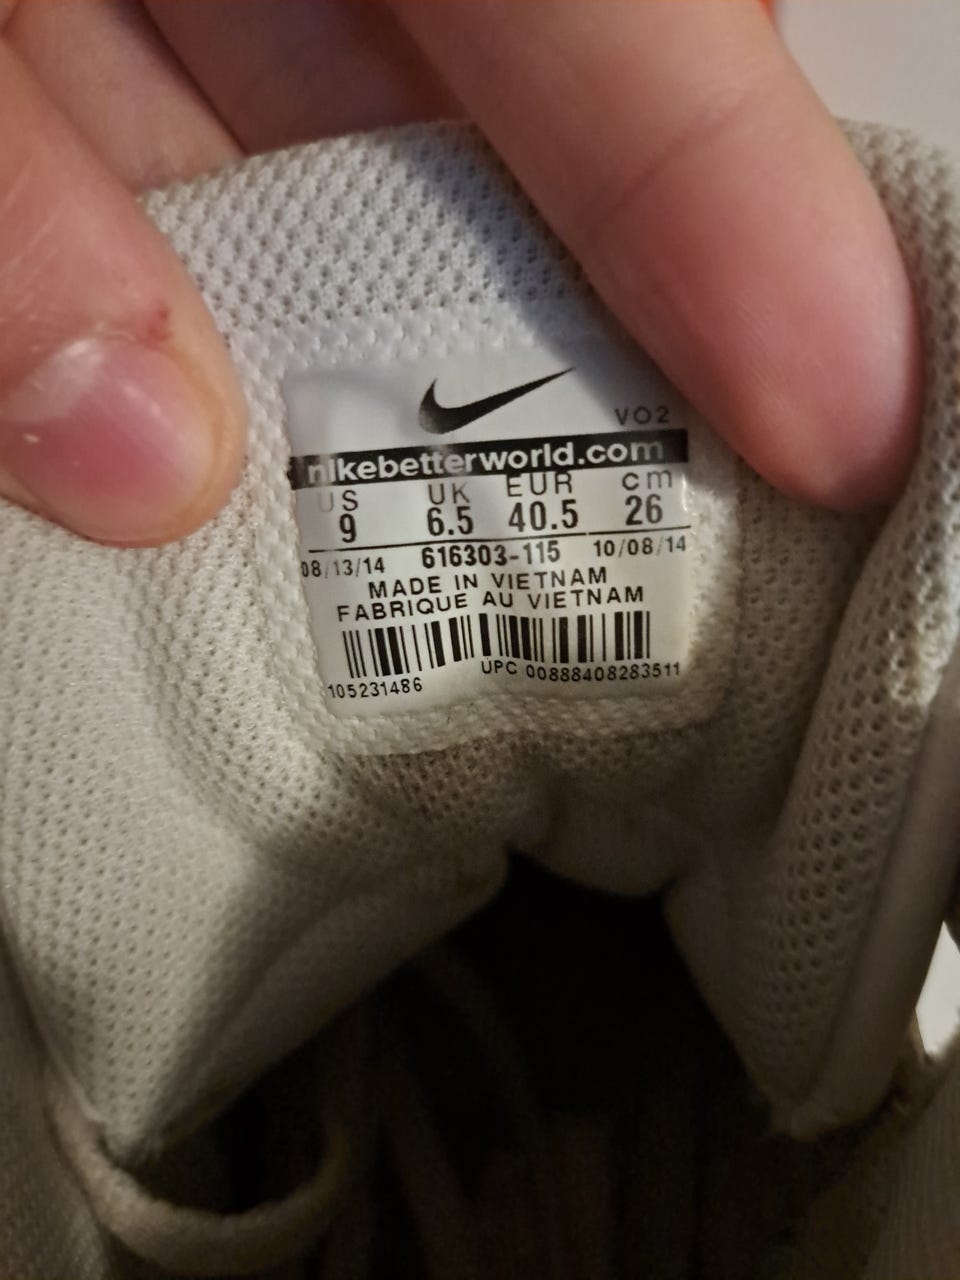 VO2
nikebetterworld.com
US UK EUR cm
9 6.5 40.5 26
08/13/14 616303-115 10/08/14
MADE IN VIETNAM
FABRIQUE AU VIETNAM
105231486 UPC 00888408283511